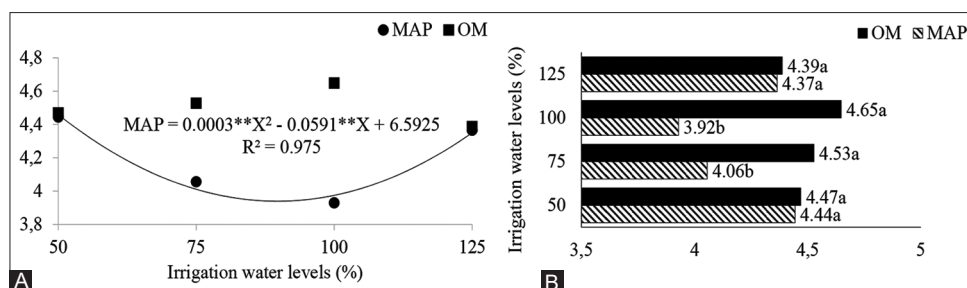 MAP OM
4,8
4,6
4,4
4,2
4
3,8
MAP = 0.0003**X² - 0.0591**X + 6.5925
R² = 0.975
50 75 100 125
Irrigation water levels (%)
A
OM MAP
Irrigation water levels (%)
125
100
75
50
4.39a
4.37a
4.65a
3.92b
4.53a
4.06b
4.47a
4.44a
3,5 4 4,5 5
B